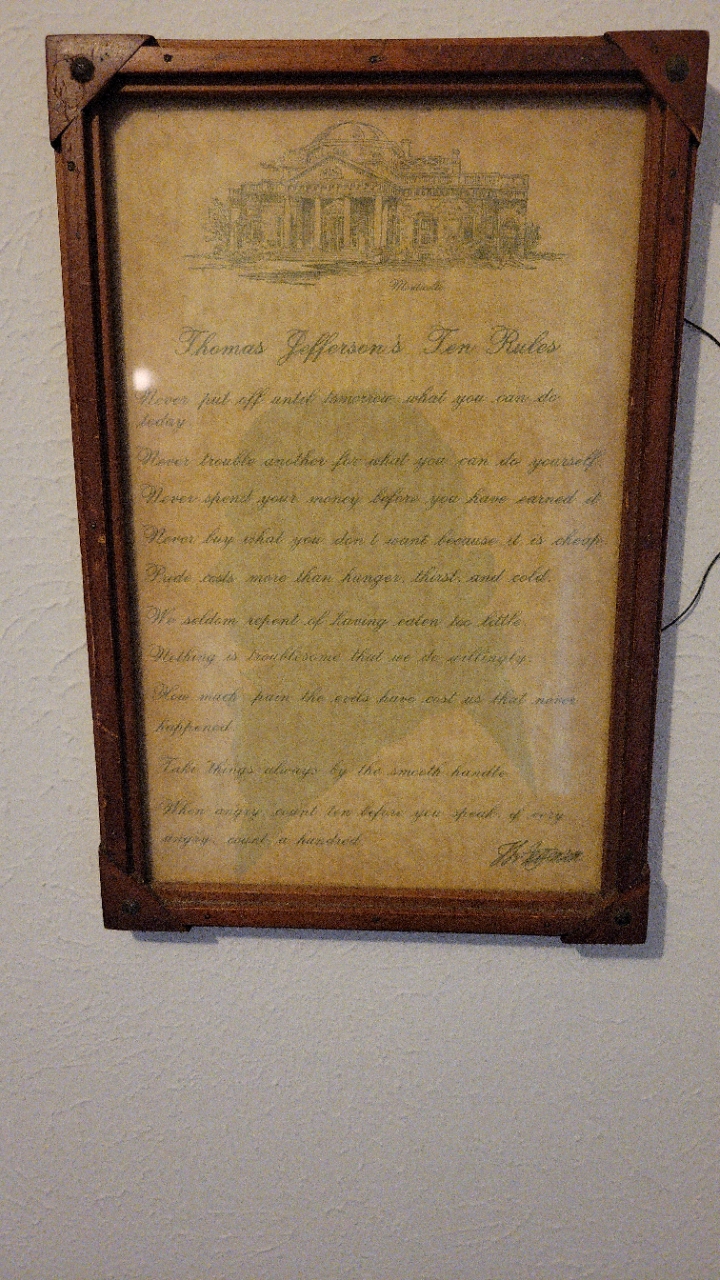 Monticello
Thomas Jefferson's Ten Rules
Never put off until tomorrow what you can do
today.
Never trouble another for what you can do yourself.
Never spend your money before you have earned it.
Never buy what you don't want because it is cheap.
Pride costs more than hunger, thirst, and cold.
We seldom repent of having eaten too little.
Nothing is troublesome that we do willingly.
How much pain the evils have cost us that never
happened.
Take things always by the smooth handle.
When angry, count ten before you speak, if very
angry, count a hundred.